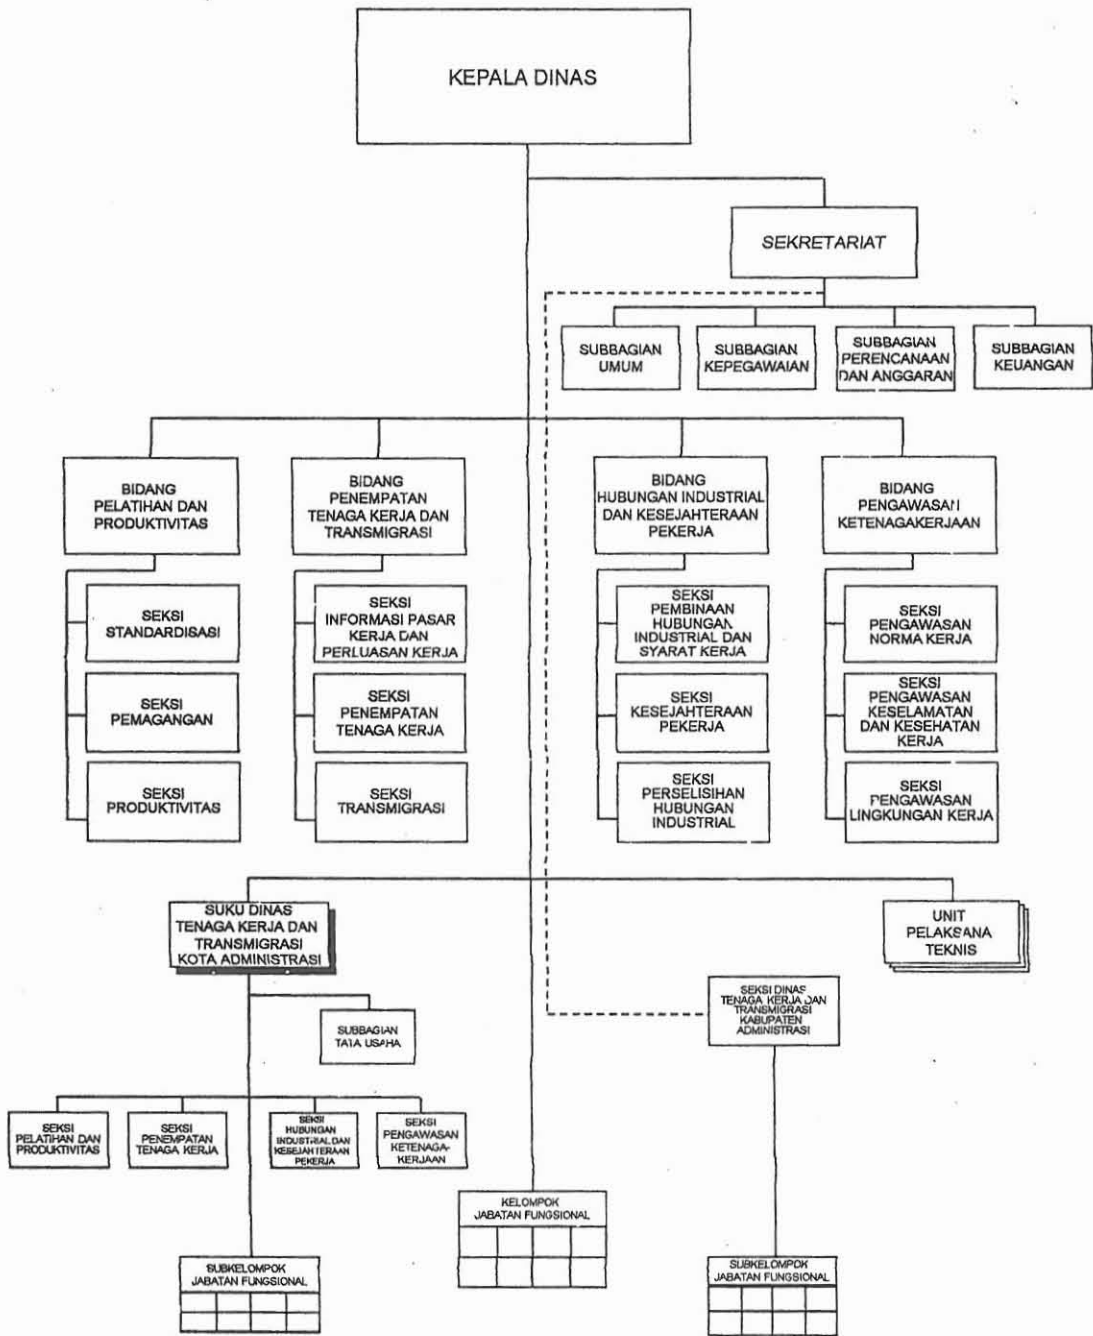 KEPALA DINAS
SEKRETARIAT
SUBBAGIAN
UMUM
SUBBAGIAN
KEPEGAWAIAN
SUBBAGIAN
PERENCANAAN
DAN ANGGARAN
SUBBAGIAN
KEUANGAN
BIDANG
PELATIHAN DAN
PRODUKTIVITAS
BIDANG
PENEMPATAN
TENAGA KERJA DAN
TRANSMIGRASI
BIDANG
HUBUNGAN INDUSTRIAL
DAN KESEJAHTERAAN
PEKERJA
BIDANG
PENGAWASAN
KETENAGAKERJAAN
SEKSI
STANDARDISASI
SEKSI
PEMAGANGAN
SEKSI
PRODUKTIVITAS
SEKSI
INFORMASI PASAR
KERJA DAN
PERLUASAN KERJA
SEKSI
PENEMPATAN
TENAGA KERJA
SEKSI
TRANSMIGRASI
SEKSI
PEMBINAAN
HUBUNGAN
INDUSTRIAL DAN
SYARAT KERJA
SEKSI
KESEJAHTERAAN
PEKERJA
SEKSI
PERSELISIHAN
HUBUNGAN
INDUSTRIAL
SEKSI
PENGAWASAN
NORMA KERJA
SEKSI
PENGAWASAN
KESELAMATAN
DAN KESEHATAN
KERJA
SEKSI
PENGAWASAN
LINGKUNGAN KERJA
SUKU DINAS
TENAGA KERJA DAN
TRANSMIGRASI
KOTA ADMINISTRASI
UNIT
PELAKSANA
TEKNIS
SEKSI DINAS
TENAGA KERJA DAN
TRANSMIGRASI
KABUPATEN
ADMINISTRASI
SUBBAGIAN
TATA USAHA
SEKSI
PELATIHAN DAN
PRODUKTIVITAS
SEKSI
PENEMPATAN
TENAGA KERJA
SEKSI
HUBUNGAN
INDUSTRIAL DAN
KESEJAHTERAAN
PEKERJA
SEKSI
PENGAWASAN
KETENAGA-
KERJAAN
KELOMPOK
JABATAN FUNGSIONAL
SUBKELOMPOK
JABATAN FUNGSIONAL
SUBKELOMPOK
JABATAN FUNGSIONAL